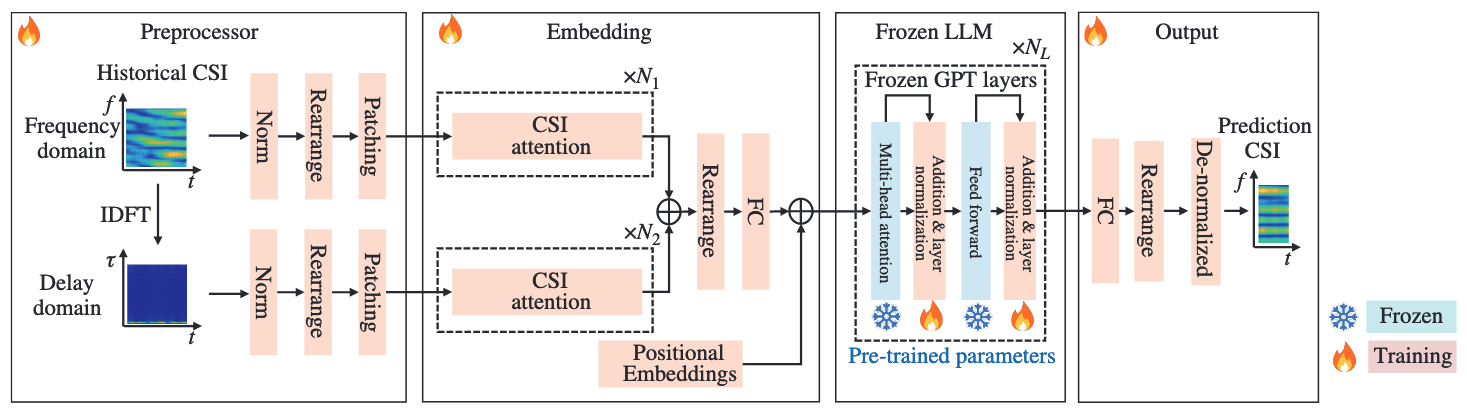 Preprocessor
Historical CSI
f
Frequency
domain
t
IDFT
τ
Delay
domain
t
Norm
Rearrange
Patching
Norm
Rearrange
Patching
Embedding
×N1
CSI
attention
×N2
CSI
attention
Rearrange
FC
Positional
Embeddings
Frozen LLM
×NL
Frozen GPT layers
Multi-head
attention
Addition & layer
normalization
Feed forward
Addition & layer
normalization
Pre-trained parameters
Output
FC
Rearrange
De-normalized
Prediction
CSI
f
t
Frozen
Training